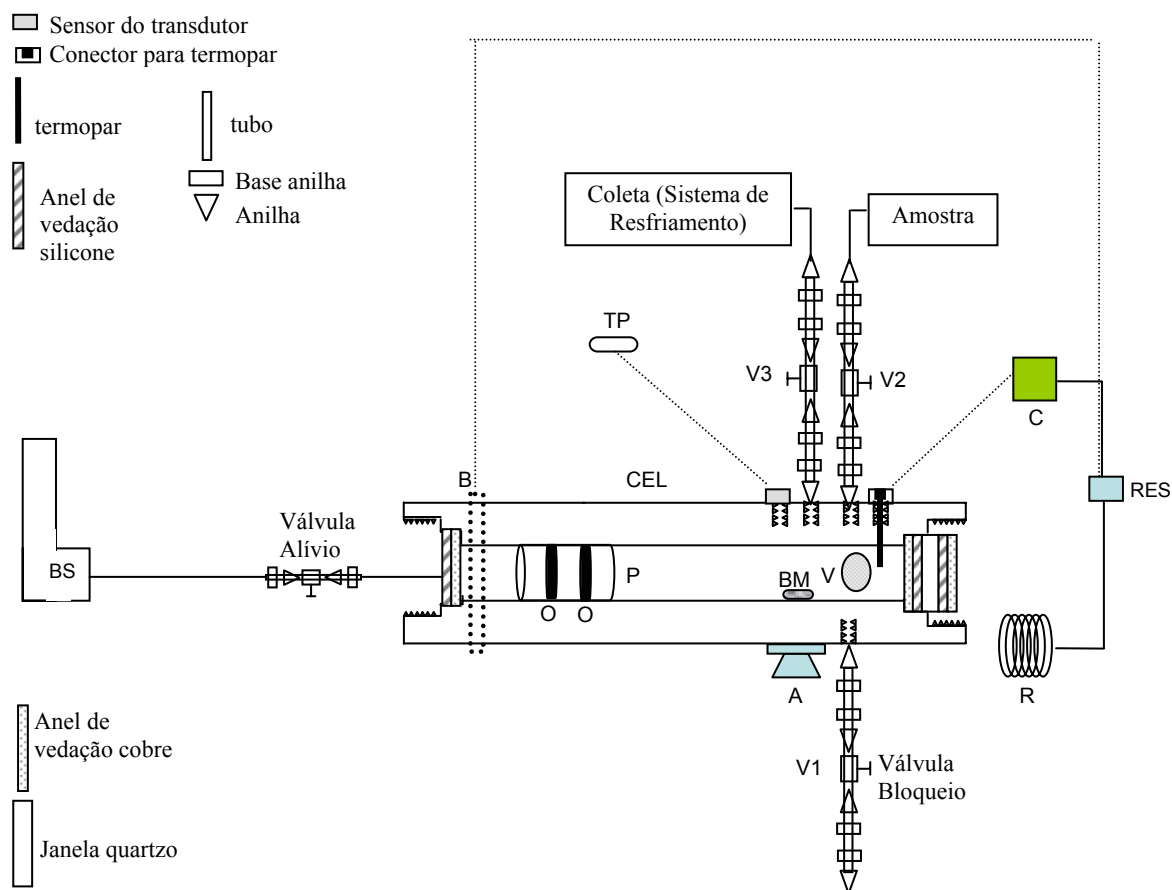 Sensor do transdutor
Conector para termopar
termopar
tubo
Anel de
vedação
silicone
Base anilha
Anilha
Coleta (Sistema de
Resfriamento)
Amostra
TP
V3
V2
C
B
CEL
RES
Válvula
Alívio
BS
P
BM
V
O
O
A
R
V1
Válvula
Bloqueio
Anel de
vedação cobre
Janela quartzo